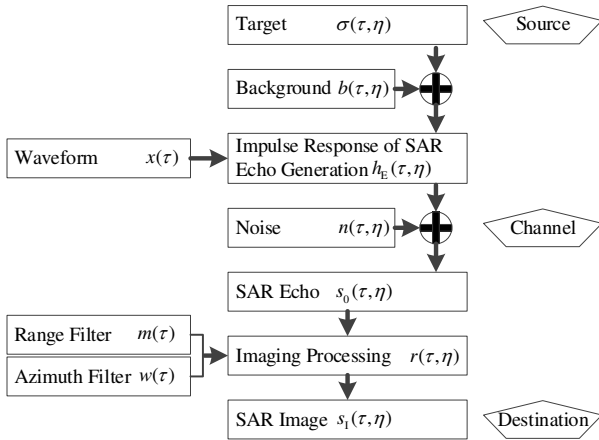 Target σ(τ,η)
Source
Background b(τ,η)
Waveform x(τ)
Impulse Response of SAR
Echo Generation h_E(τ,η)
Noise n(τ,η)
Channel
SAR Echo s_0(τ,η)
Range Filter m(τ)
Azimuth Filter w(τ)
Imaging Processing r(τ,η)
SAR Image s_I(τ,η)
Destination